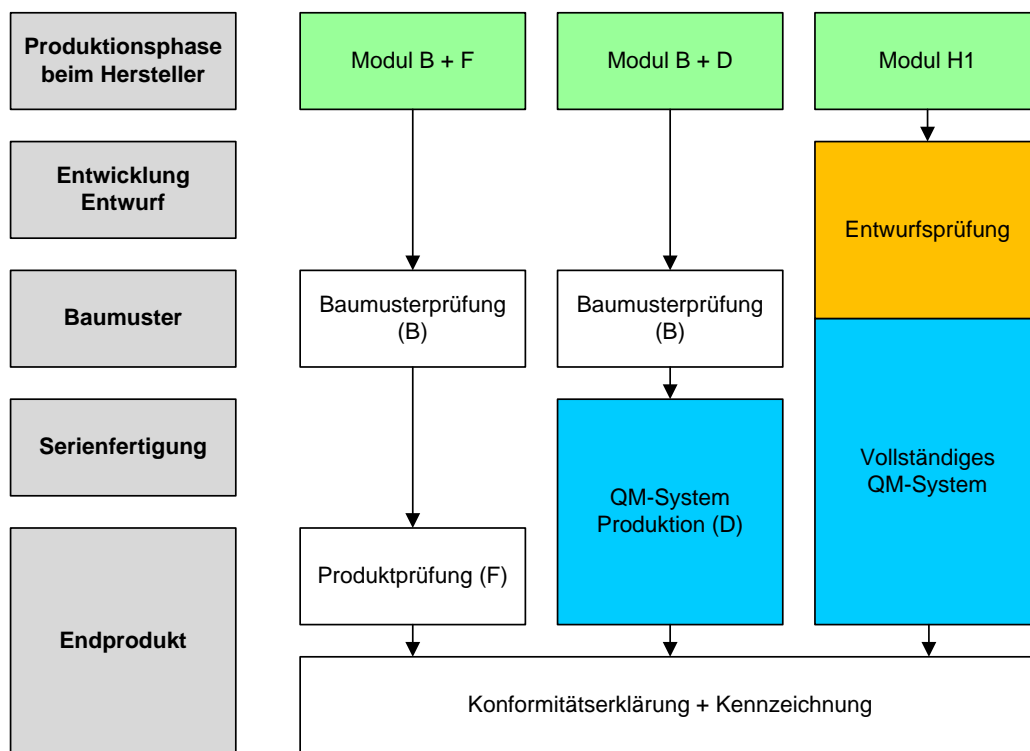 Produktionsphase
beim Hersteller
Modul B + F
Modul B + D
Modul H1
Entwicklung
Entwurf
Entwurfsprüfung
Baumuster
Baumusterprüfung
(B)
Baumusterprüfung
(B)
Serienfertigung
Vollständiges
QM-System
QM-System
Produktion (D)
Produktprüfung (F)
Endprodukt
Konformitätserklärung + Kennzeichnung